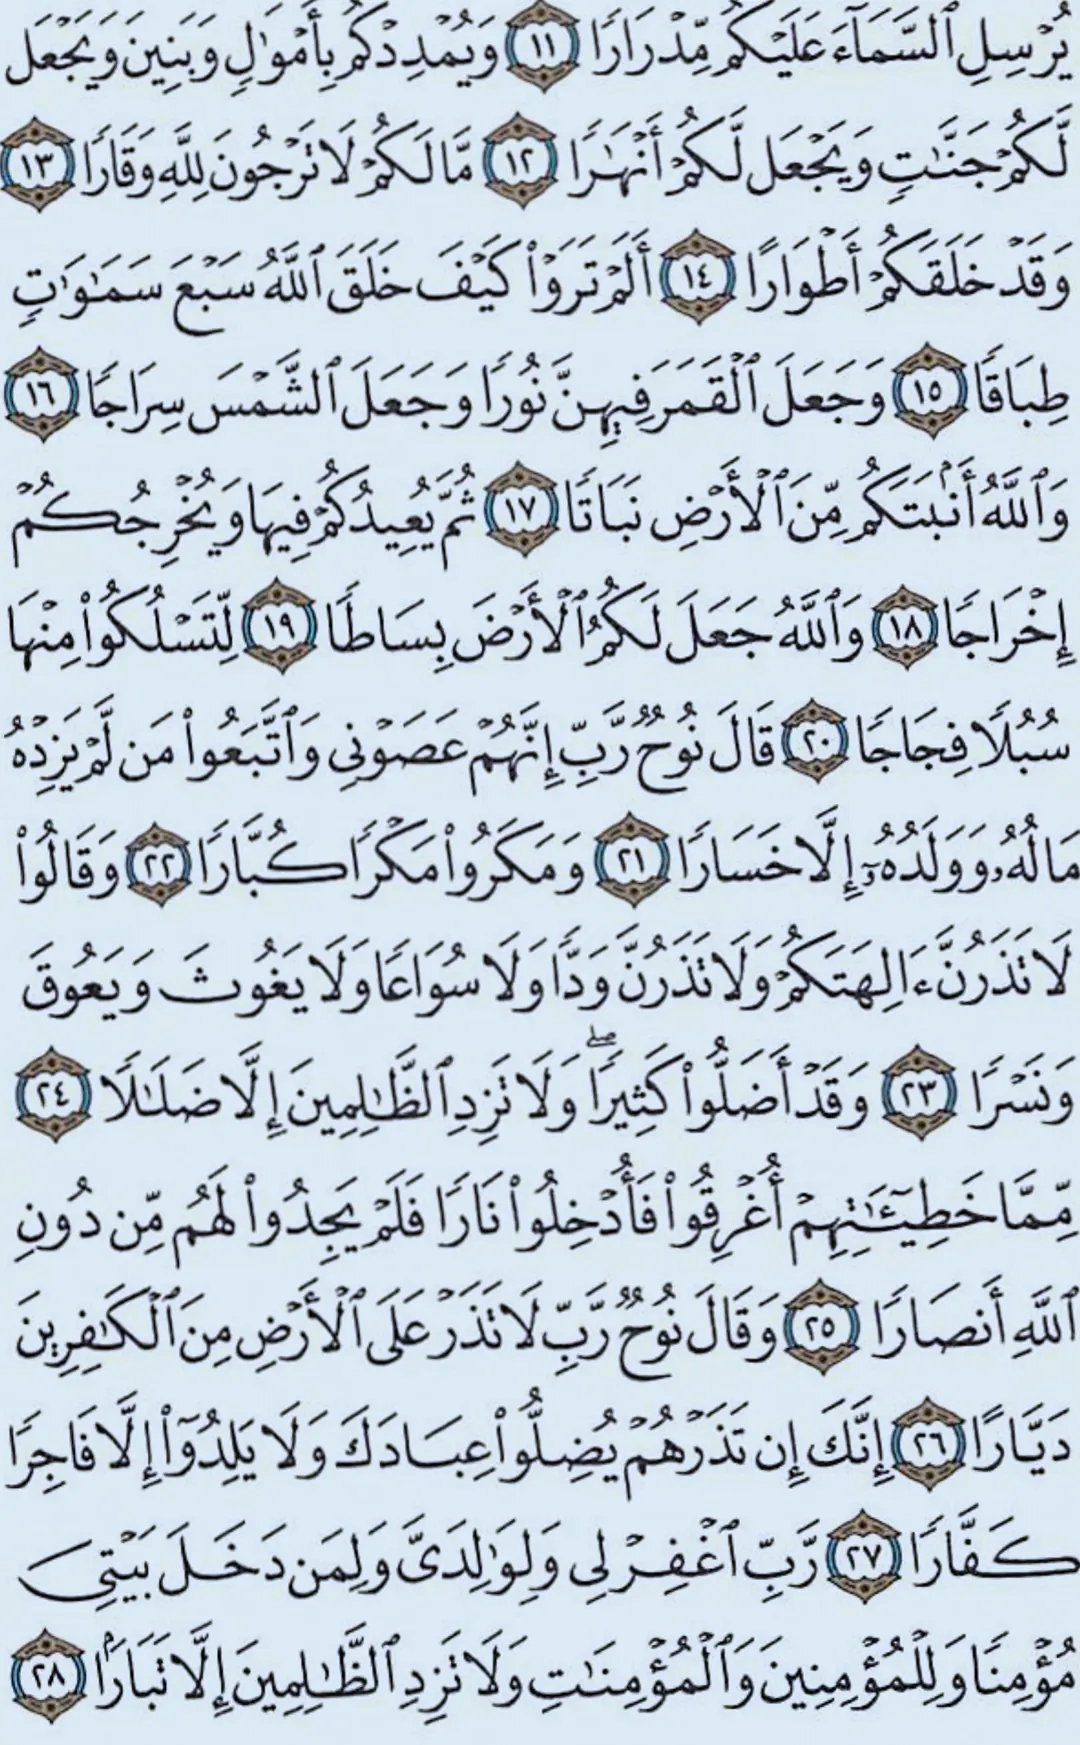 يُرۡسِلِ ٱلسَّمَآءَ عَلَيۡكُم مِّدۡرَارٗا ١١ وَيُمۡدِدۡكُم بِأَمۡوَٰلٖ وَبَنِينَ وَيَجۡعَل
لَّكُمۡ جَنَّٰتٖ وَيَجۡعَل لَّكُمۡ أَنۡهَٰرٗا ١٢ مَّا لَكُمۡ لَا تَرۡجُونَ لِلَّهِ وَقَارٗا ١٣
وَقَدۡ خَلَقَكُمۡ أَطۡوَارًا ١٤ أَلَمۡ تَرَوۡاْ كَيۡفَ خَلَقَ ٱللَّهُ سَبۡعَ سَمَٰوَٰتٖ
طِبَاقٗا ١٥ وَجَعَلَ ٱلۡقَمَرَ فِيهِنَّ نُورٗا وَجَعَلَ ٱلشَّمۡسَ سِرَاجٗا ١٦
وَٱللَّهُ أَنۢبَتَكُم مِّنَ ٱلۡأَرۡضِ نَبَاتٗا ١٧ ثُمَّ يُعِيدُكُمۡ فِيهَا وَيُخۡرِجُكُمۡ
إِخۡرَاجٗا ١٨ وَٱللَّهُ جَعَلَ لَكُمُ ٱلۡأَرۡضَ بِسَاطٗا ١٩ لِّتَسۡلُكُواْ مِنۡهَا
سُبُلٗا فِجَاجٗا ٢٠ قَالَ نُوحٞ رَّبِّ إِنَّهُمۡ عَصَوۡنِي وَٱتَّبَعُواْ مَن لَّمۡ يَزِدۡهُ
مَالُهُۥ وَوَلَدُهُۥٓ إِلَّا خَسَارٗا ٢١ وَمَكَرُواْ مَكۡرٗا كُبَّارٗا ٢٢ وَقَالُواْ
لَا تَذَرُنَّ ءَالِهَتَكُمۡ وَلَا تَذَرُنَّ وَدّٗا وَلَا سُوَاعٗا وَلَا يَغُوثَ وَيَعُوقَ
وَنَسۡرٗا ٢٣ وَقَدۡ أَضَلُّواْ كَثِيرٗاۖ وَلَا تَزِدِ ٱلظَّٰلِمِينَ إِلَّا ضَلَٰلٗا ٢٤
مِّمَّا خَطِيٓـَٰٔتِهِمۡ أُغۡرِقُواْ فَأُدۡخِلُواْ نَارٗا فَلَمۡ يَجِدُواْ لَهُم مِّن دُونِ
ٱللَّهِ أَنصَارٗا ٢٥ وَقَالَ نُوحٞ رَّبِّ لَا تَذَرۡ عَلَى ٱلۡأَرۡضِ مِنَ ٱلۡكَٰفِرِينَ
دَيَّارًا ٢٦ إِنَّكَ إِن تَذَرۡهُمۡ يُضِلُّواْ عِبَادَكَ وَلَا يَلِدُوٓاْ إِلَّا فَاجِرٗا
كَفَّارٗا ٢٧ رَّبِّ ٱغۡفِرۡ لِي وَلِوَٰلِدَيَّ وَلِمَن دَخَلَ بَيۡتِيَ
مُؤۡمِنٗا وَلِلۡمُؤۡمِنِينَ وَٱلۡمُؤۡمِنَٰتِۖ وَلَا تَزِدِ ٱلظَّٰلِمِينَ إِلَّا تَبَارَۢا ٢٨